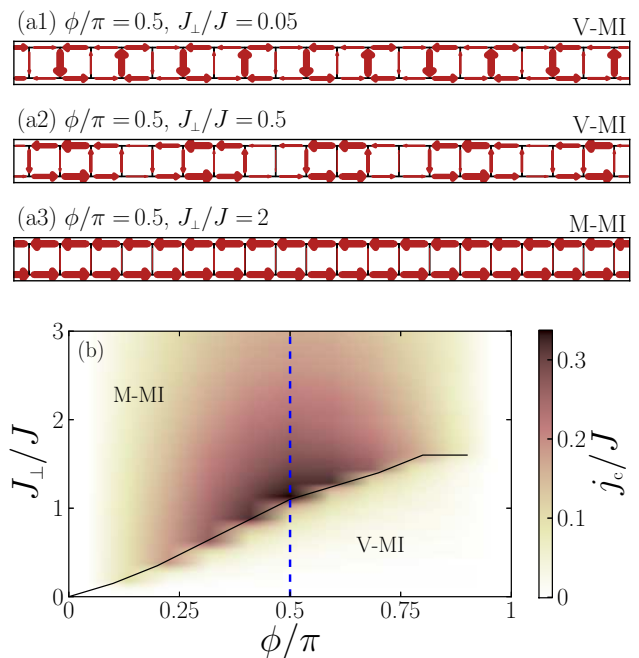 (a1) ϕ/π = 0.5, J⊥/J = 0.05 V-MI
(a2) ϕ/π = 0.5, J⊥/J = 0.5 V-MI
(a3) ϕ/π = 0.5, J⊥/J = 2 M-MI
(b)
M-MI
V-MI
3
2
1
0
J⊥/J
0 0.25 0.5 0.75 1
ϕ/π
0.3
0.2
0.1
0
j_c/J